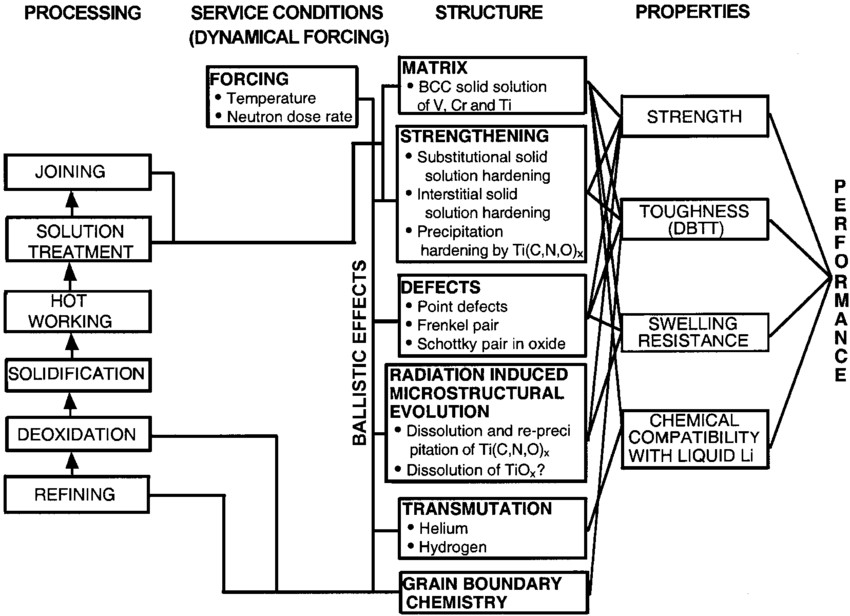 PROCESSING
SERVICE CONDITIONS
(DYNAMICAL FORCING)
STRUCTURE
PROPERTIES
FORCING
• Temperature
• Neutron dose rate
JOINING
SOLUTION
TREATMENT
HOT
WORKING
SOLIDIFICATION
DEOXIDATION
REFINING
BALLISTIC EFFECTS
MATRIX
• BCC solid solution
of V, Cr and Ti
STRENGTHENING
• Substitutional solid
solution hardening
• Interstitial solid
solution hardening
• Precipitation
hardening by Ti(C,N,O)x
DEFECTS
• Point defects
• Frenkel pair
• Schottky pair in oxide
RADIATION INDUCED
MICROSTRUCTURAL
EVOLUTION
• Dissolution and re-preci
pitation of Ti(C,N,O)x
• Dissolution of TiOx?
TRANSMUTATION
• Helium
• Hydrogen
GRAIN BOUNDARY
CHEMISTRY
STRENGTH
TOUGHNESS
(DBTT)
SWELLING
RESISTANCE
CHEMICAL
COMPATIBILITY
WITH LIQUID Li
PERFORMANCE